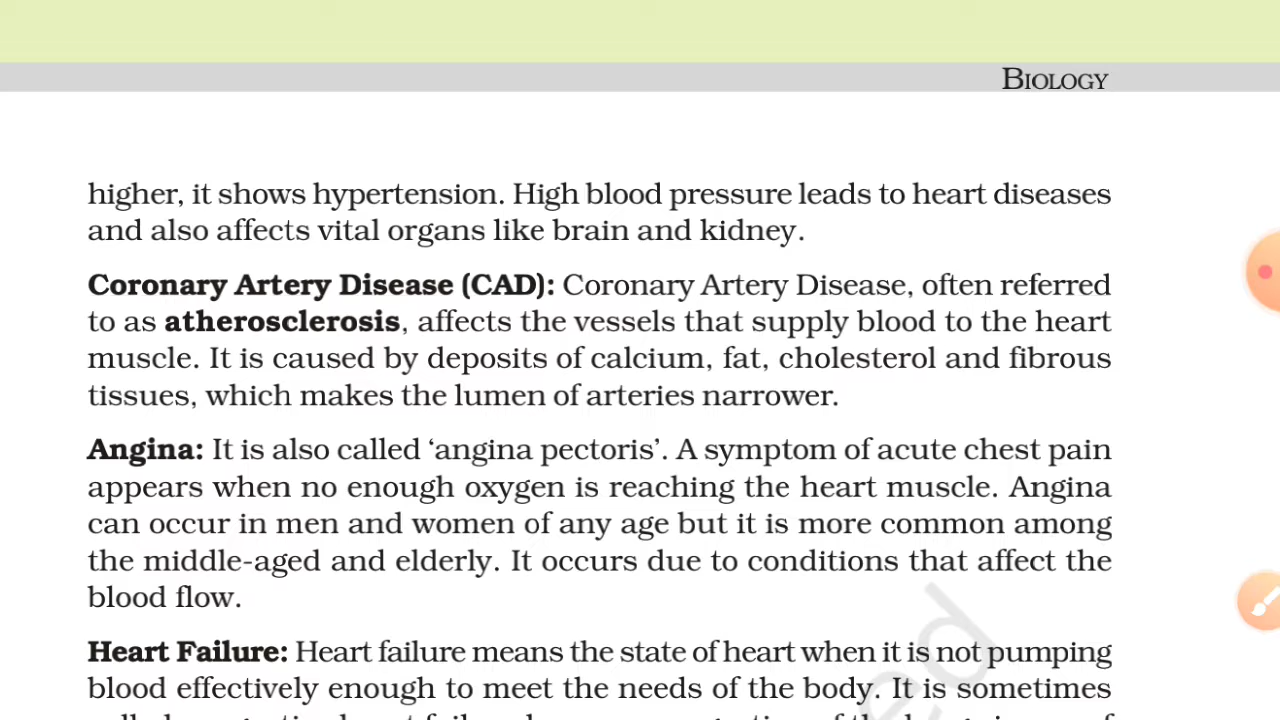 BIOLOGY
higher, it shows hypertension. High blood pressure leads to heart diseases
and also affects vital organs like brain and kidney.
Coronary Artery Disease (CAD): Coronary Artery Disease, often referred
to as atherosclerosis, affects the vessels that supply blood to the heart
muscle. It is caused by deposits of calcium, fat, cholesterol and fibrous
tissues, which makes the lumen of arteries narrower.
Angina: It is also called ‘angina pectoris’. A symptom of acute chest pain
appears when no enough oxygen is reaching the heart muscle. Angina
can occur in men and women of any age but it is more common among
the middle-aged and elderly. It occurs due to conditions that affect the
blood flow.
Heart Failure: Heart failure means the state of heart when it is not pumping
blood effectively enough to meet the needs of the body. It is sometimes